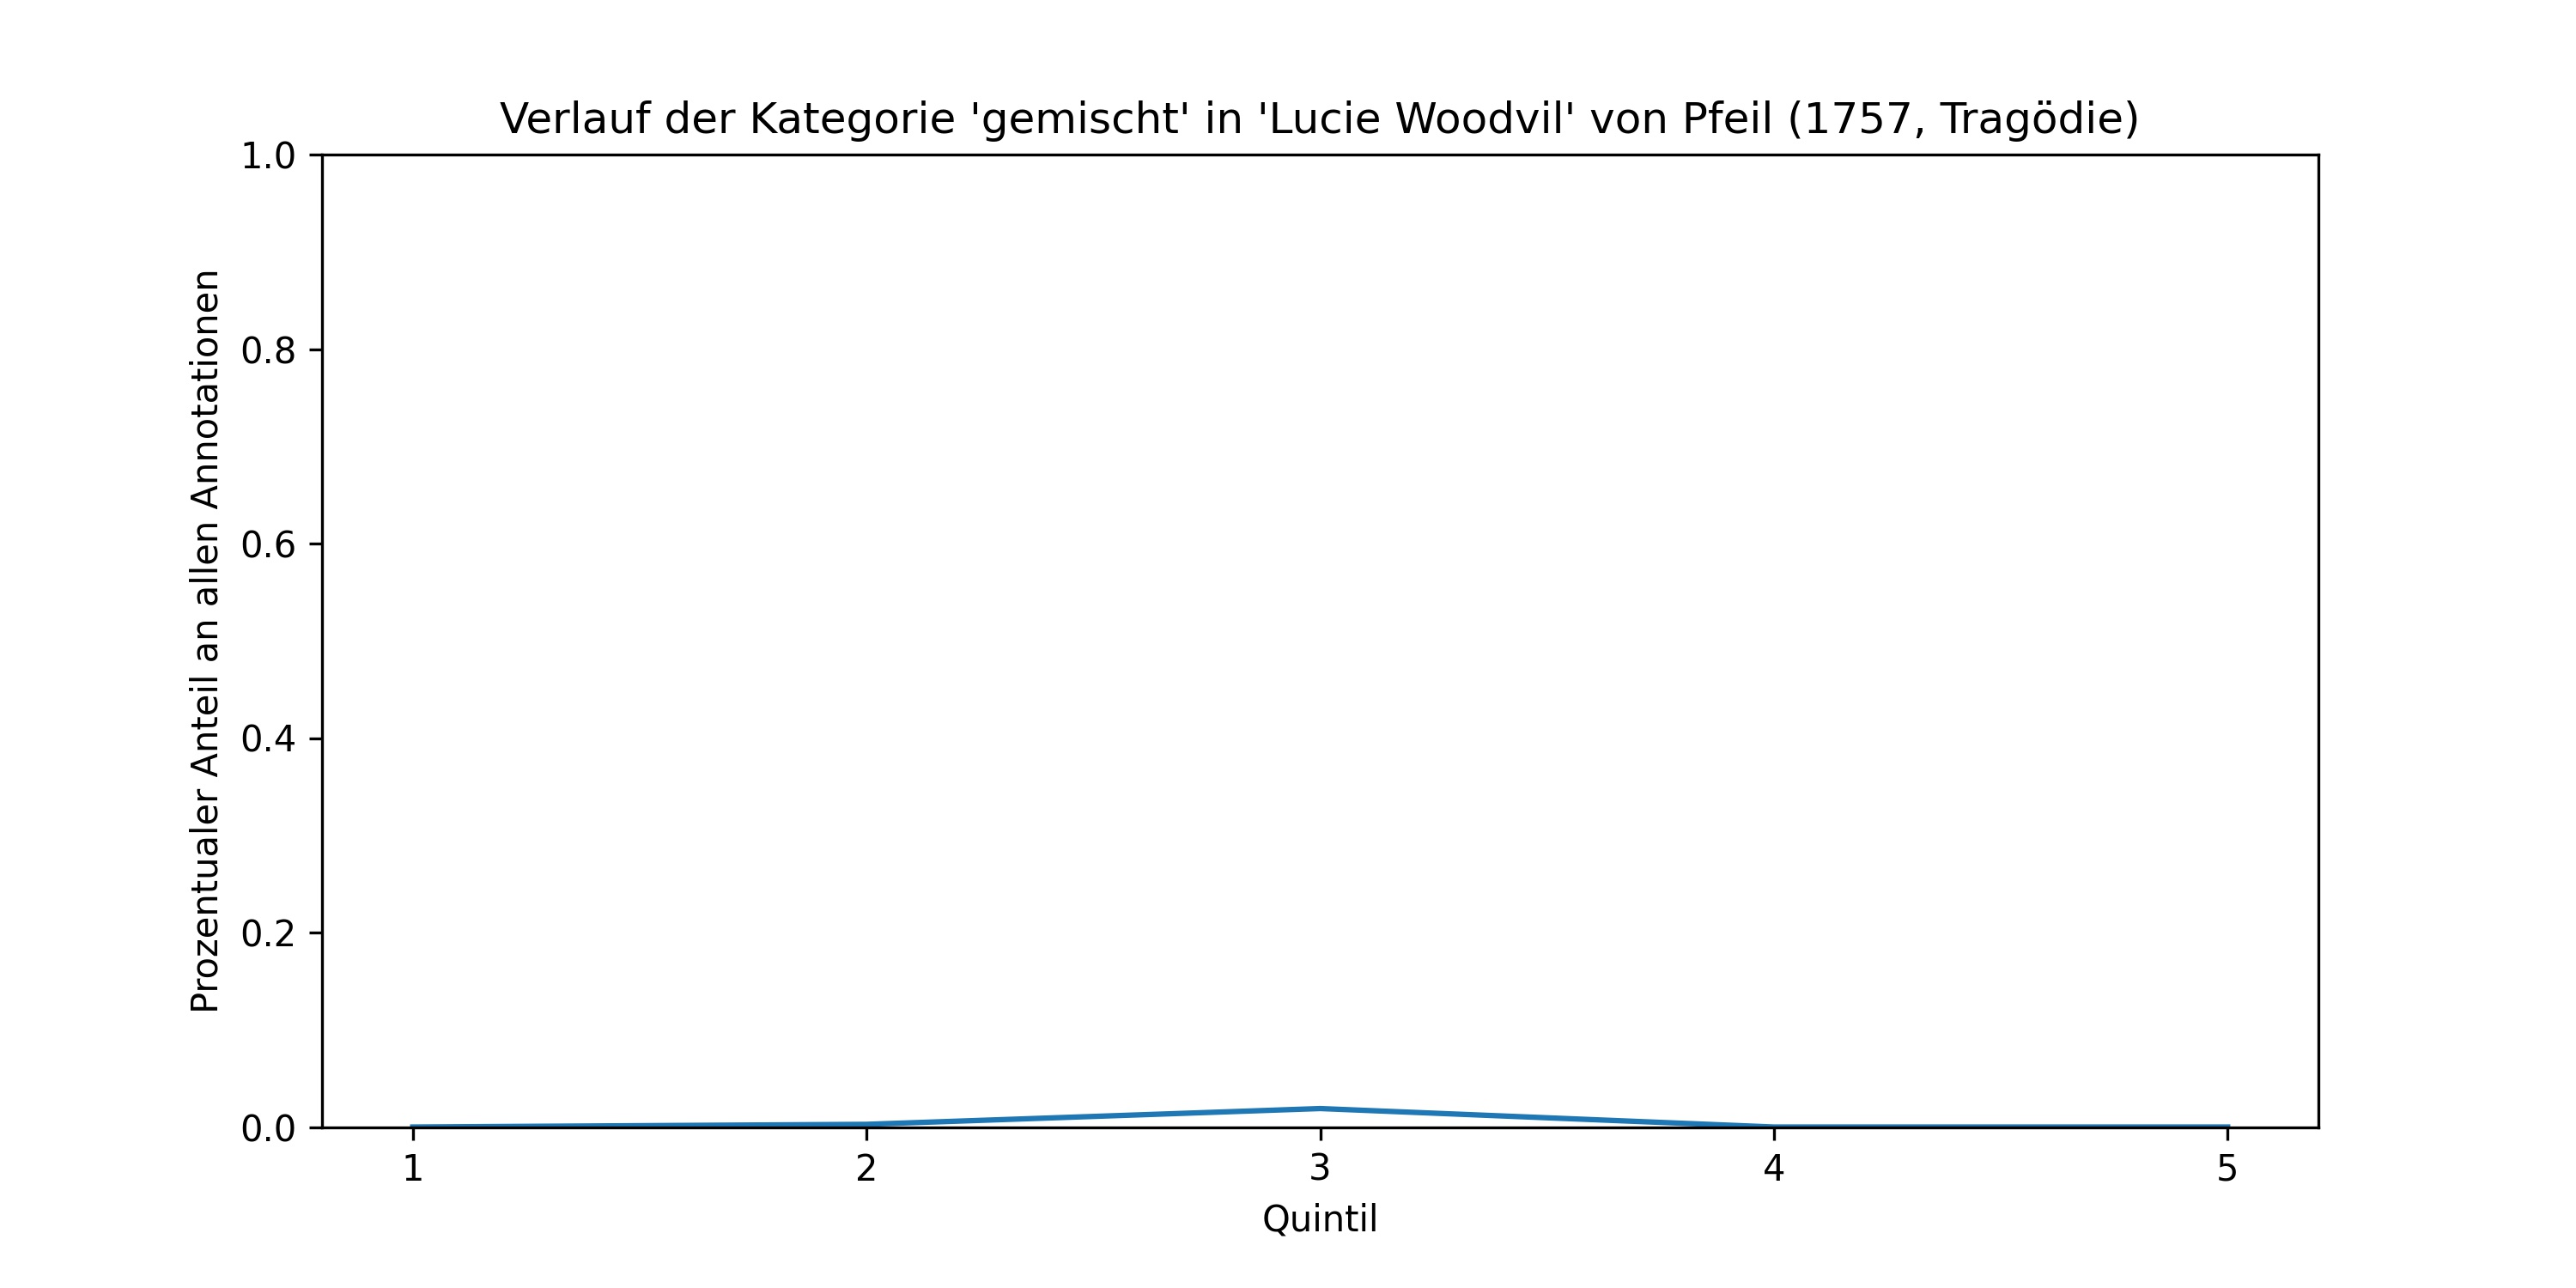 Verlauf der Kategorie 'gemischt' in 'Lucie Woodvil' von Pfeil (1757, Tragödie)
Prozentualer Anteil an allen Annotationen
1.0
0.8
0.6
0.4
0.2
0.0
1 2 3 4 5
Quintil